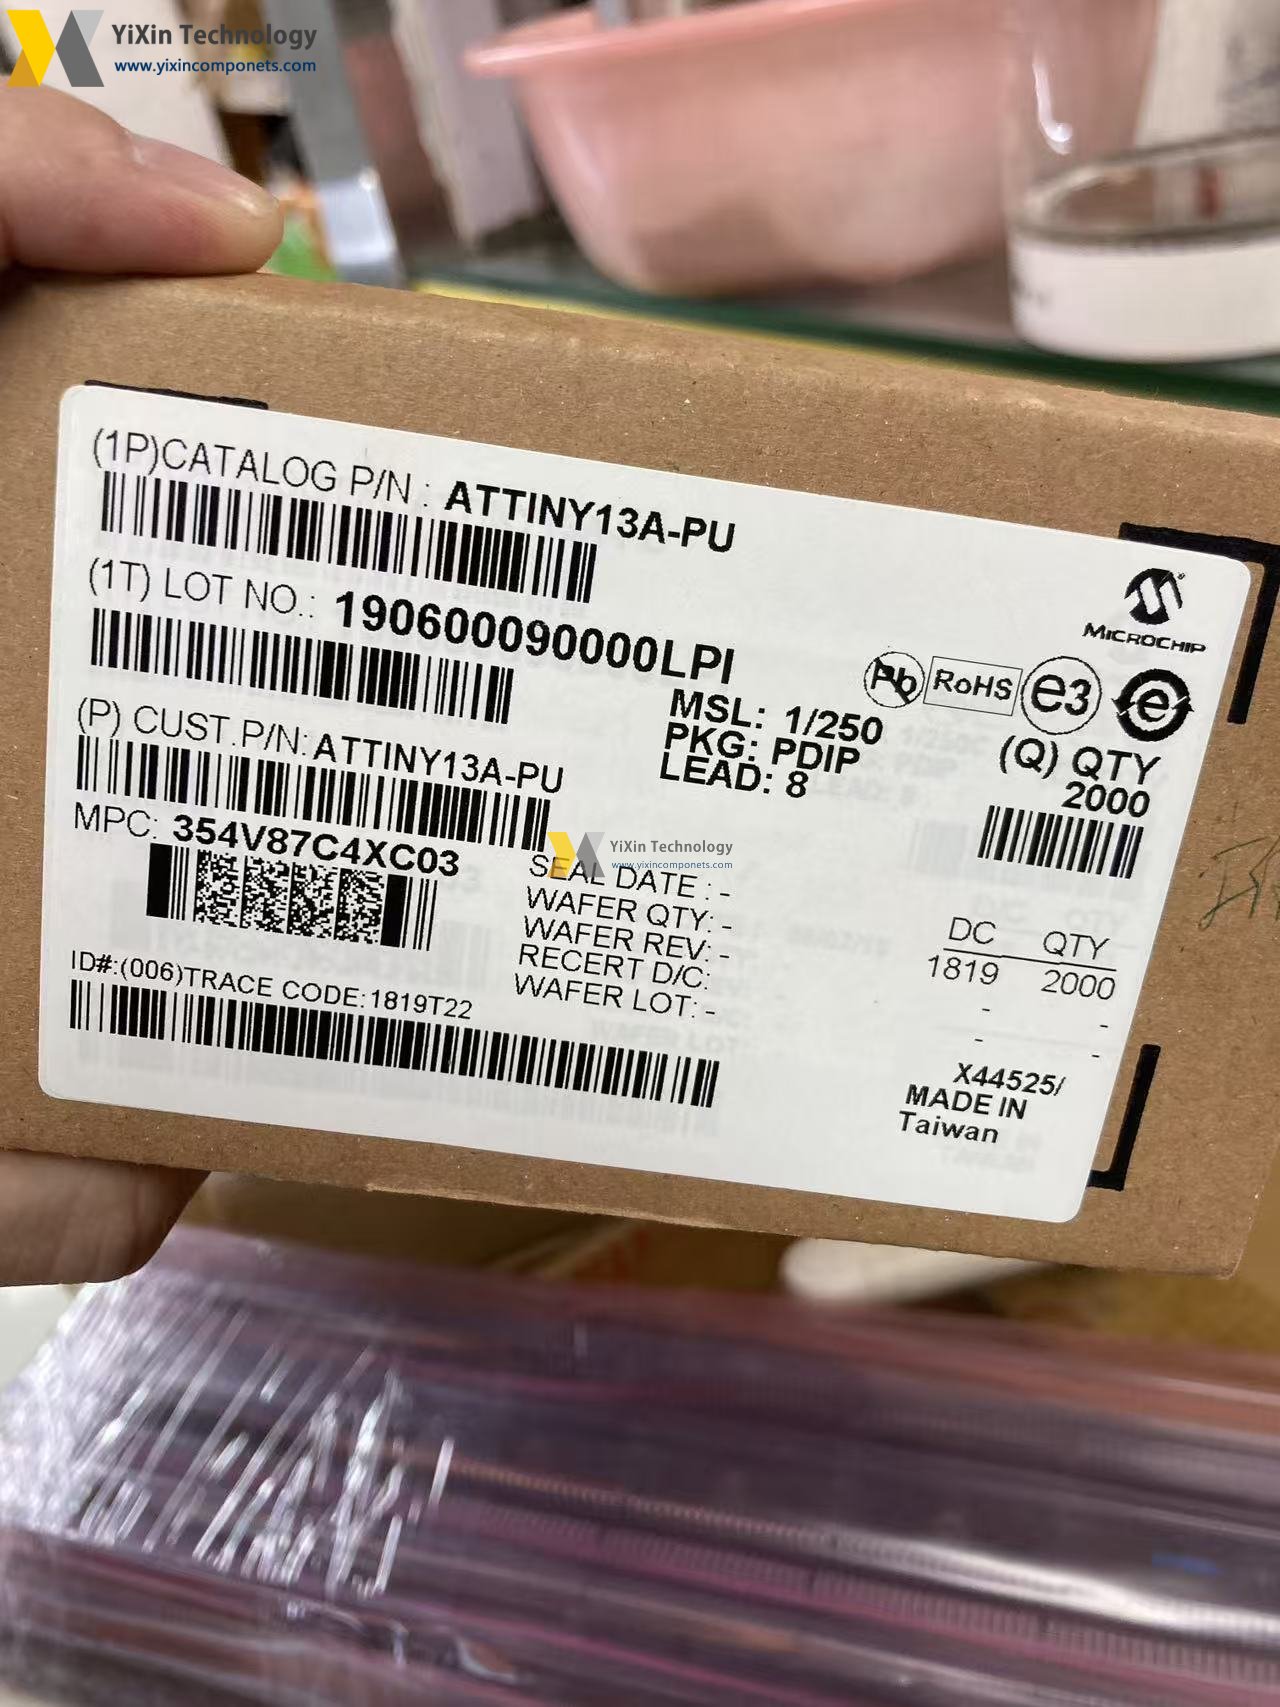 YiXin Technology
www.yixincomponets.com
(1P)CATALOG P/N : ATTINY13A-PU
(1T) LOT NO.: 190600090000LPI
MICROCHIP
Pb RoHS e3 e
MSL: 1/250
PKG: PDIP
LEAD: 8
(Q) QTY
2000
(P) CUST.P/N: ATTINY13A-PU
MPC: 354V87C4XC03
YiXin Technology
www.yixincomponets.com
SEAL DATE : -
WAFER QTY: -
WAFER REV: -
RECERT D/C:
WAFER LOT: -
DC QTY
1819 2000
- -
- -
ID#:(006)TRACE CODE:1819T22
X44525/
MADE IN
Taiwan